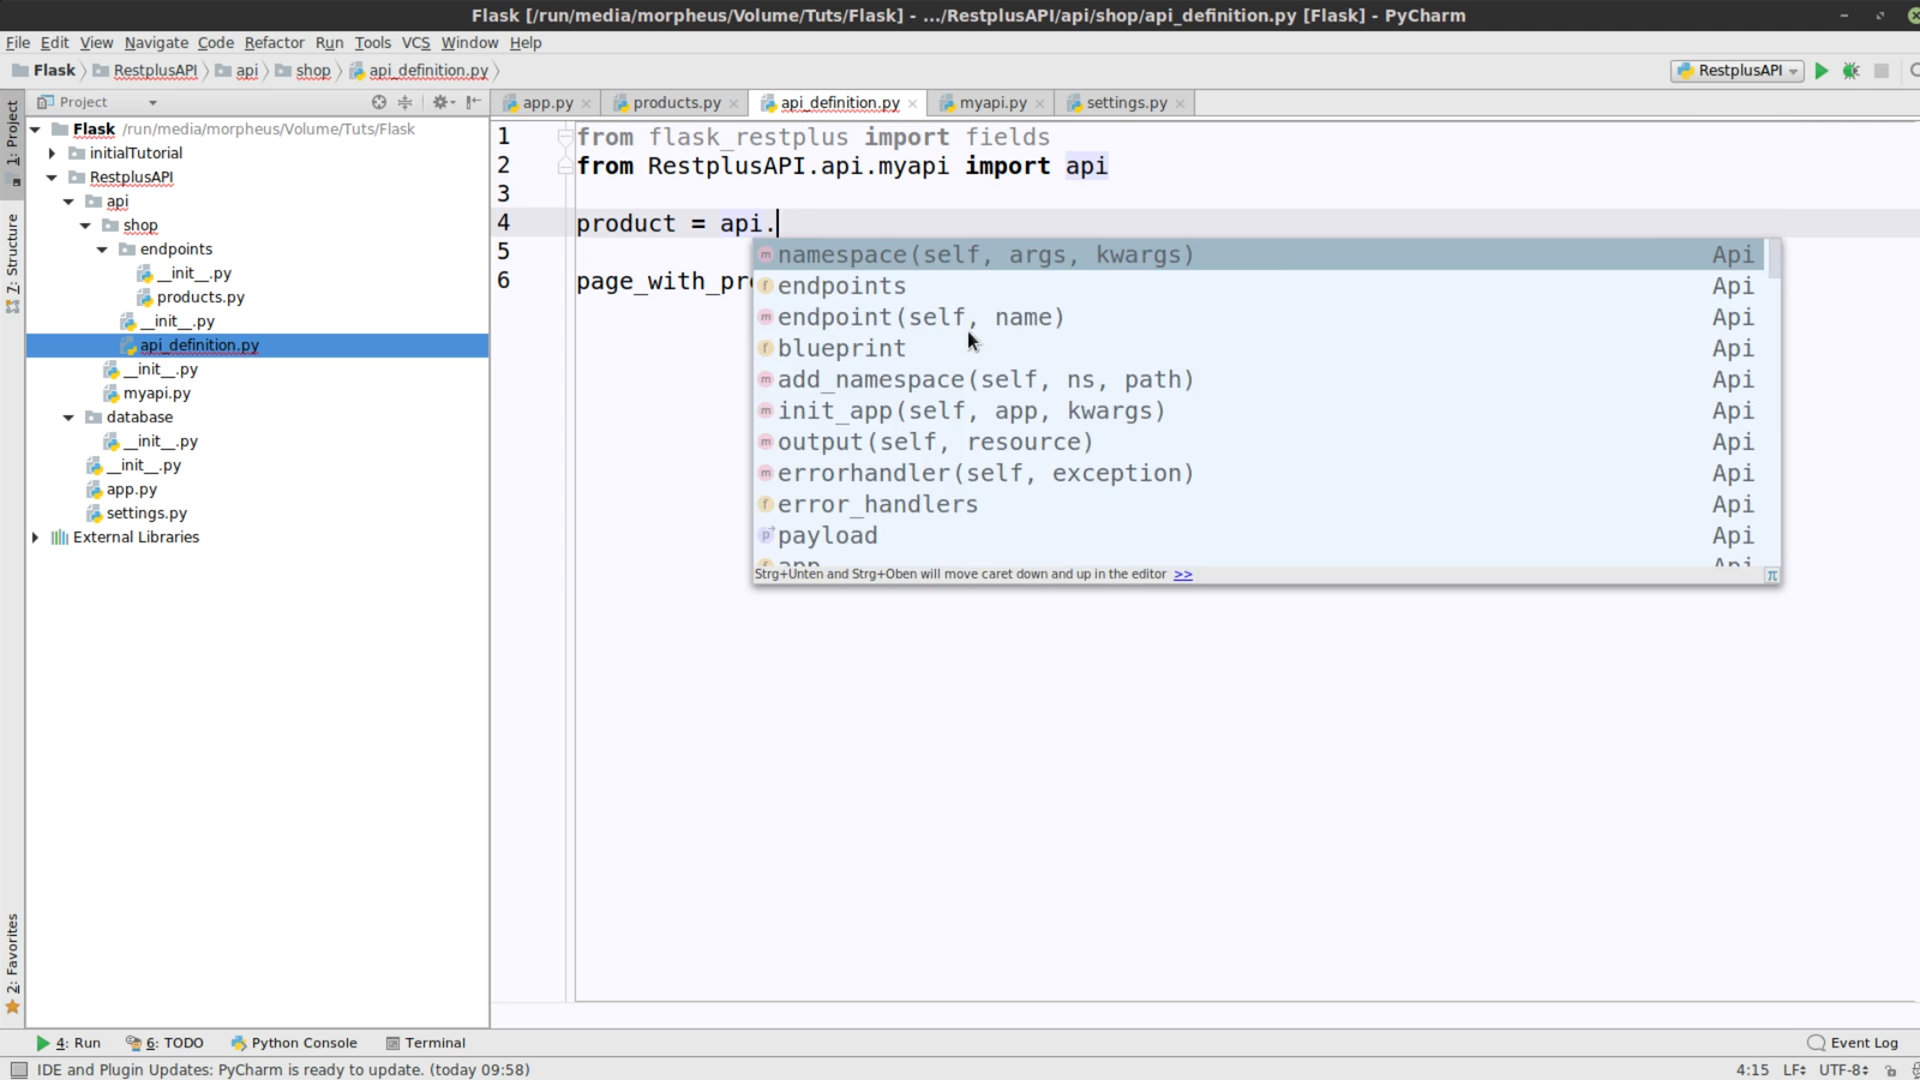 Flask [/run/media/morpheus/Volume/Tuts/Flask] - .../RestplusAPI/api/shop/api_definition.py [Flask] - PyCharm
File Edit View Navigate Code Refactor Run Tools VCS Window Help
Flask RestplusAPI api shop api_definition.py RestplusAPI
Project app.py products.py api_definition.py myapi.py settings.py
1: Project
7: Structure
2: Favorites
Flask /run/media/morpheus/Volume/Tuts/Flask
initialTutorial
RestplusAPI
api
shop
endpoints
__init__.py
products.py
__init__.py
api_definition.py
__init__.py
myapi.py
database
__init__.py
__init__.py
app.py
settings.py
External Libraries
1 from flask_restplus import fields
2 from RestplusAPI.api.myapi import api
3
4 product = api.
5
6 page_with_pr
namespace(self, args, kwargs) Api
endpoints Api
endpoint(self, name) Api
blueprint Api
add_namespace(self, ns, path) Api
init_app(self, app, kwargs) Api
output(self, resource) Api
errorhandler(self, exception) Api
error_handlers Api
payload Api
app Api
Strg+Unten and Strg+Oben will move caret down and up in the editor >> π
4: Run 6: TODO Python Console Terminal Event Log
IDE and Plugin Updates: PyCharm is ready to update. (today 09:58) 4:15 LF UTF-8